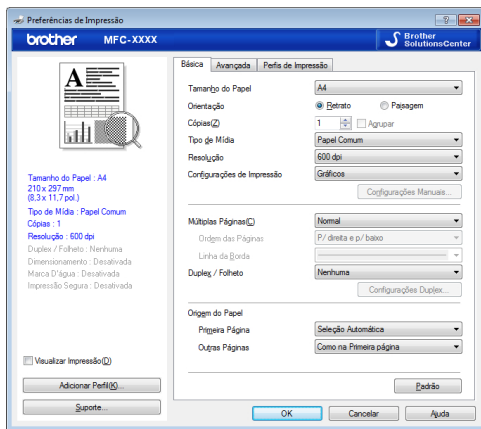 Preferências de Impressão
brother MFC-XXXX
Brother
SolutionsCenter
Básica Avançada Perfis de Impressão
A
Tamanho do Papel : A4
210 x 297 mm
(8,3 x 11,7 pol.)
Tipo de Mídia : Papel Comum
Cópias : 1
Resolução : 600 dpi
Duplex / Folheto : Nenhuma
Dimensionamento : Desativada
Marca D'água : Desativada
Impressão Segura : Desativada
Visualizar Impressão(D)
Adicionar Perfil(K)...
Suporte...
Tamanho do Papel A4
Orientação Retrato Paisagem
Cópias(Z) 1 Agrupar
Tipo de Mídia Papel Comum
Resolução 600 dpi
Configurações de Impressão Gráficos
Configurações Manuais...
Múltiplas Páginas(C) Normal
Ordem das Páginas P/ direita e p/ baixo
Linha da Borda
Duplex / Folheto Nenhuma
Configurações Duplex...
Origem do Papel
Primeira Página Seleção Automática
Outras Páginas Como na Primeira página
Padrão
OK Cancelar Ajuda